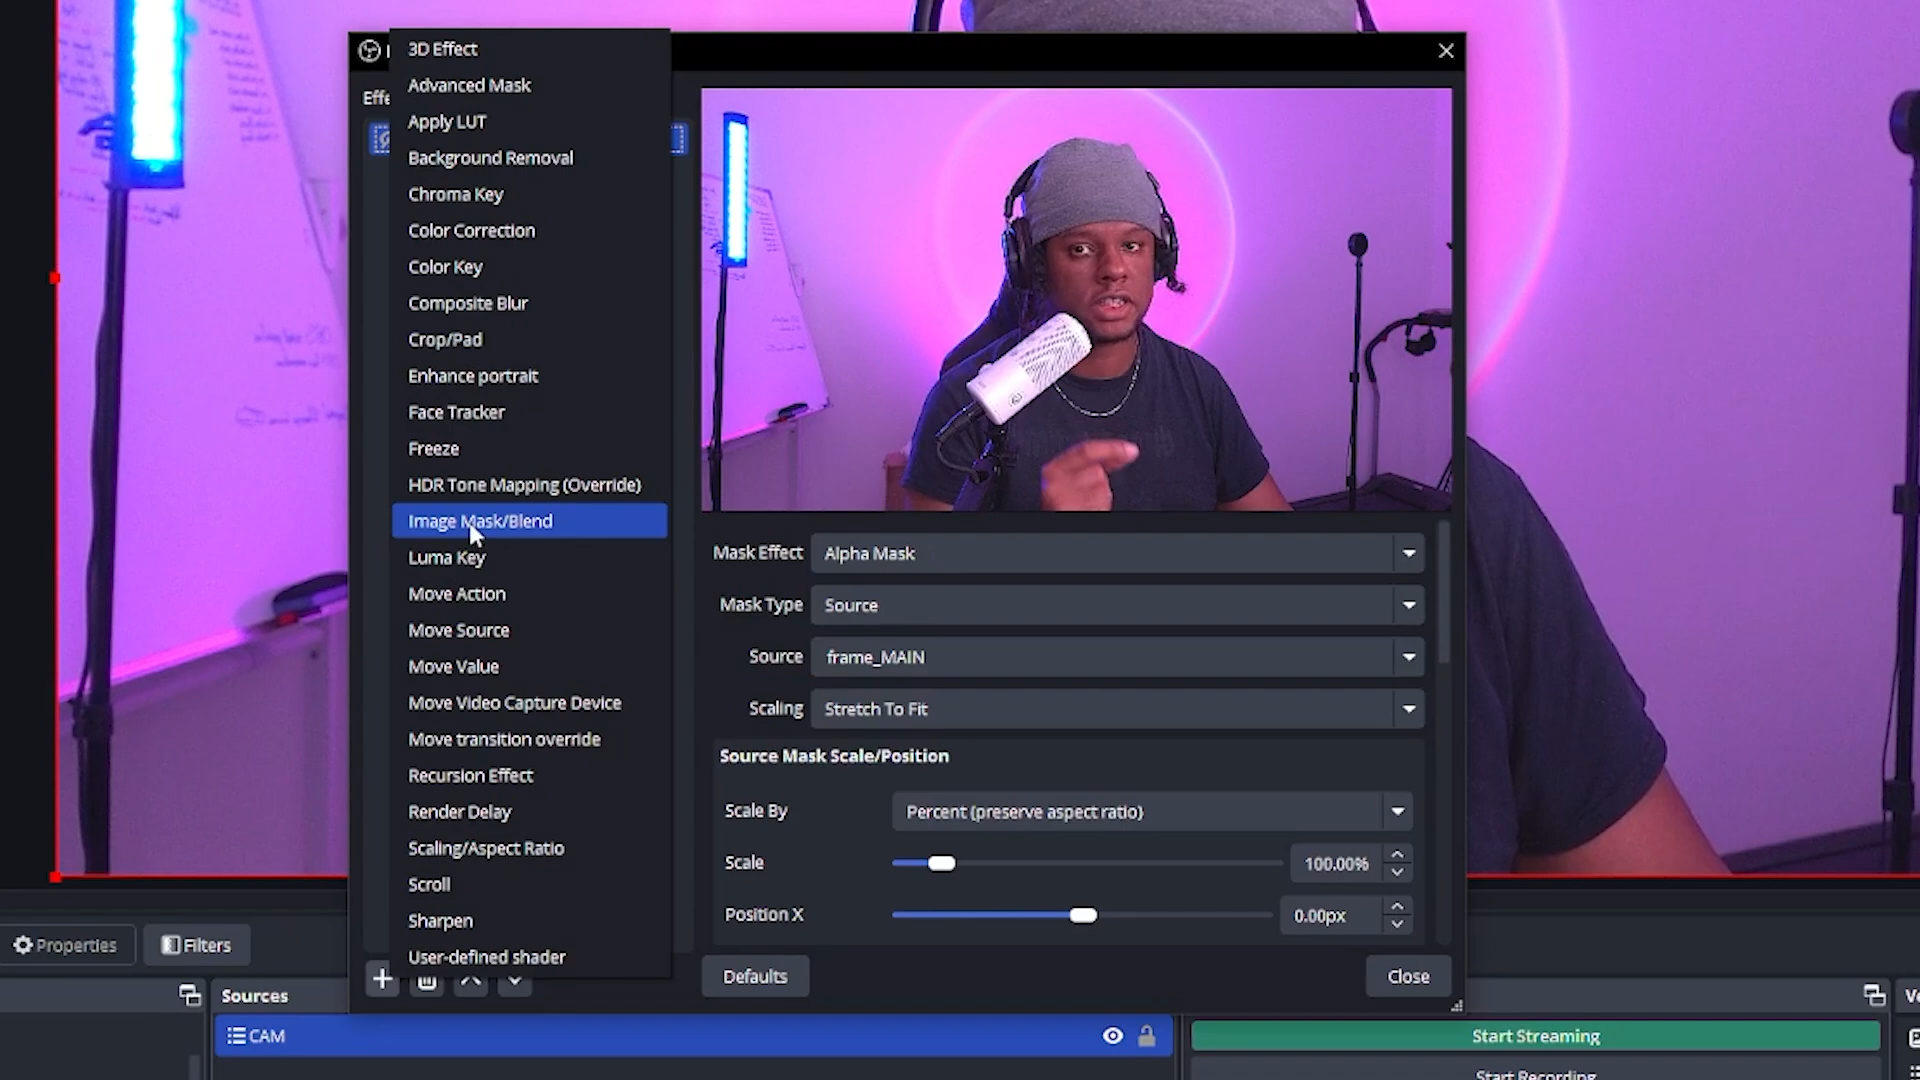 3D Effect
Advanced Mask
Effe
Apply LUT
Background Removal
Chroma Key
Color Correction
Color Key
Composite Blur
Crop/Pad
Enhance portrait
Face Tracker
Freeze
HDR Tone Mapping (Override)
Image Mask/Blend
Luma Key
Move Action
Move Source
Move Value
Move Video Capture Device
Move transition override
Recursion Effect
Render Delay
Scaling/Aspect Ratio
Scroll
Sharpen
User-defined shader
Mask Effect Alpha Mask
Mask Type Source
Source frame_MAIN
Scaling Stretch To Fit
Source Mask Scale/Position
Scale By Percent (preserve aspect ratio)
Scale 100.00%
Position X 0.00px
Defaults Close
Properties Filters
Sources
CAM
Start Streaming
Start Recording